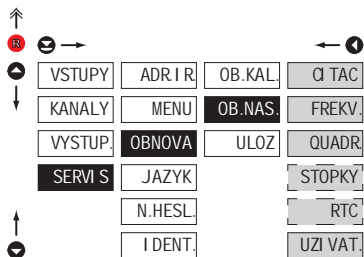 R
VSTUPY ADR.I R. OB.KAL. CI TAC
KANALY MENU OB.NAS. FREKV.
VYSTUP. OBNOVA ULOZ QUADR.
SERVI S JAZYK STOPKY
N.HESL. RTC
I DENT. UZI VAT.